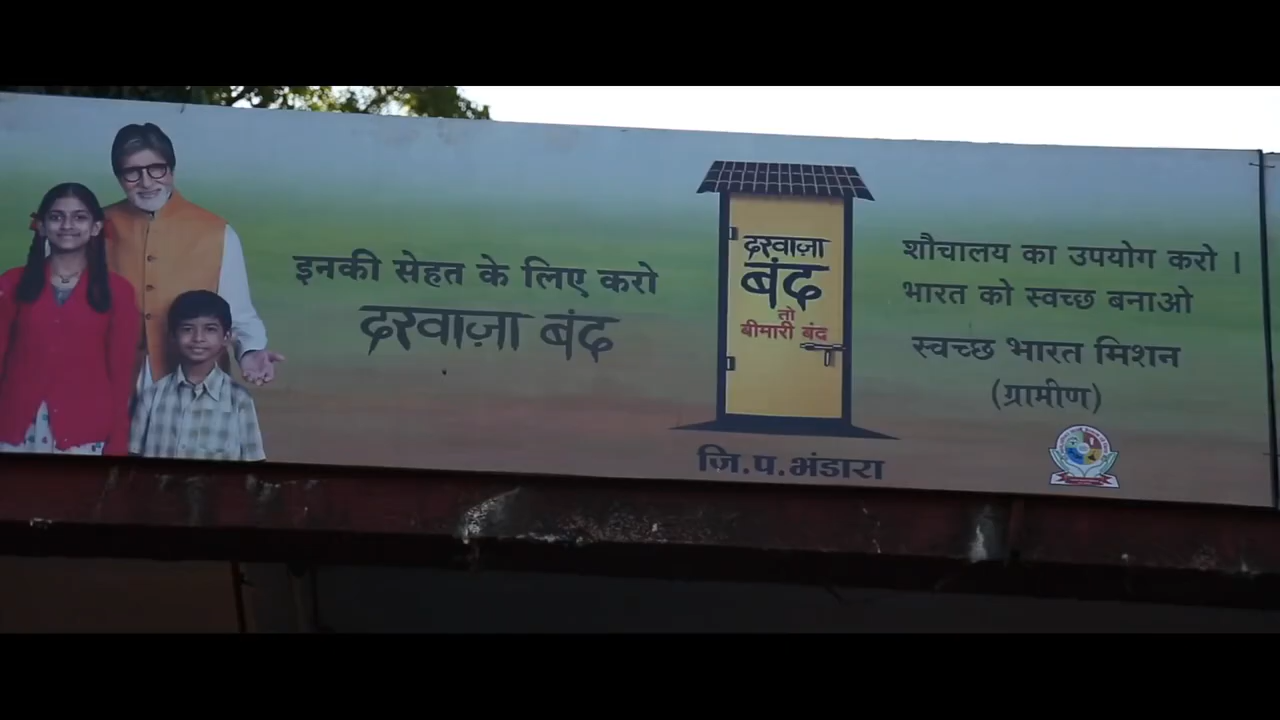 इनकी सेहत के लिए करो
दरवाज़ा बंद
दरवाज़ा
बंद
तो
बीमारी बंद
जि.प.भंडारा
शौचालय का उपयोग करो ।
भारत को स्वच्छ बनाओ
स्वच्छ भारत मिशन
(ग्रामीण)